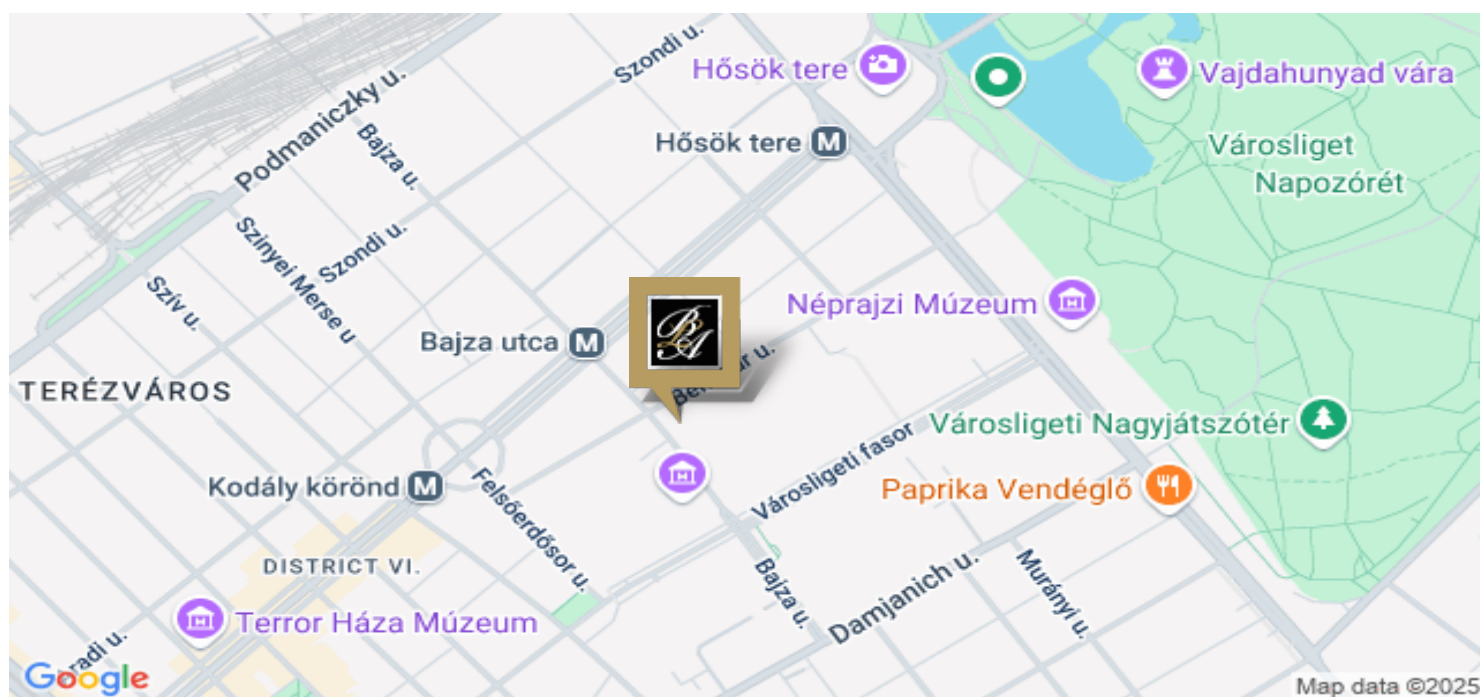 Szondi u.
Hősök tere
Vajdahunyad vára
Podmaniczky u.
Bajza u.
Hősök tere M
Városliget
Napozórét
Szinyei Merse u
Szondi u.
Szív u.
Néprajzi Múzeum
Bajza utca M
BLA
TERÉZVÁROS
Városligeti Nagyjátszótér
Városligeti fasor
Kodály körönd M
Felsőerdősor u.
Paprika Vendéglő
DISTRICT VI.
Bajza u.
Damjanich u.
Murányi u.
Terror Háza Múzeum
radi u.
Google
Map data ©2025